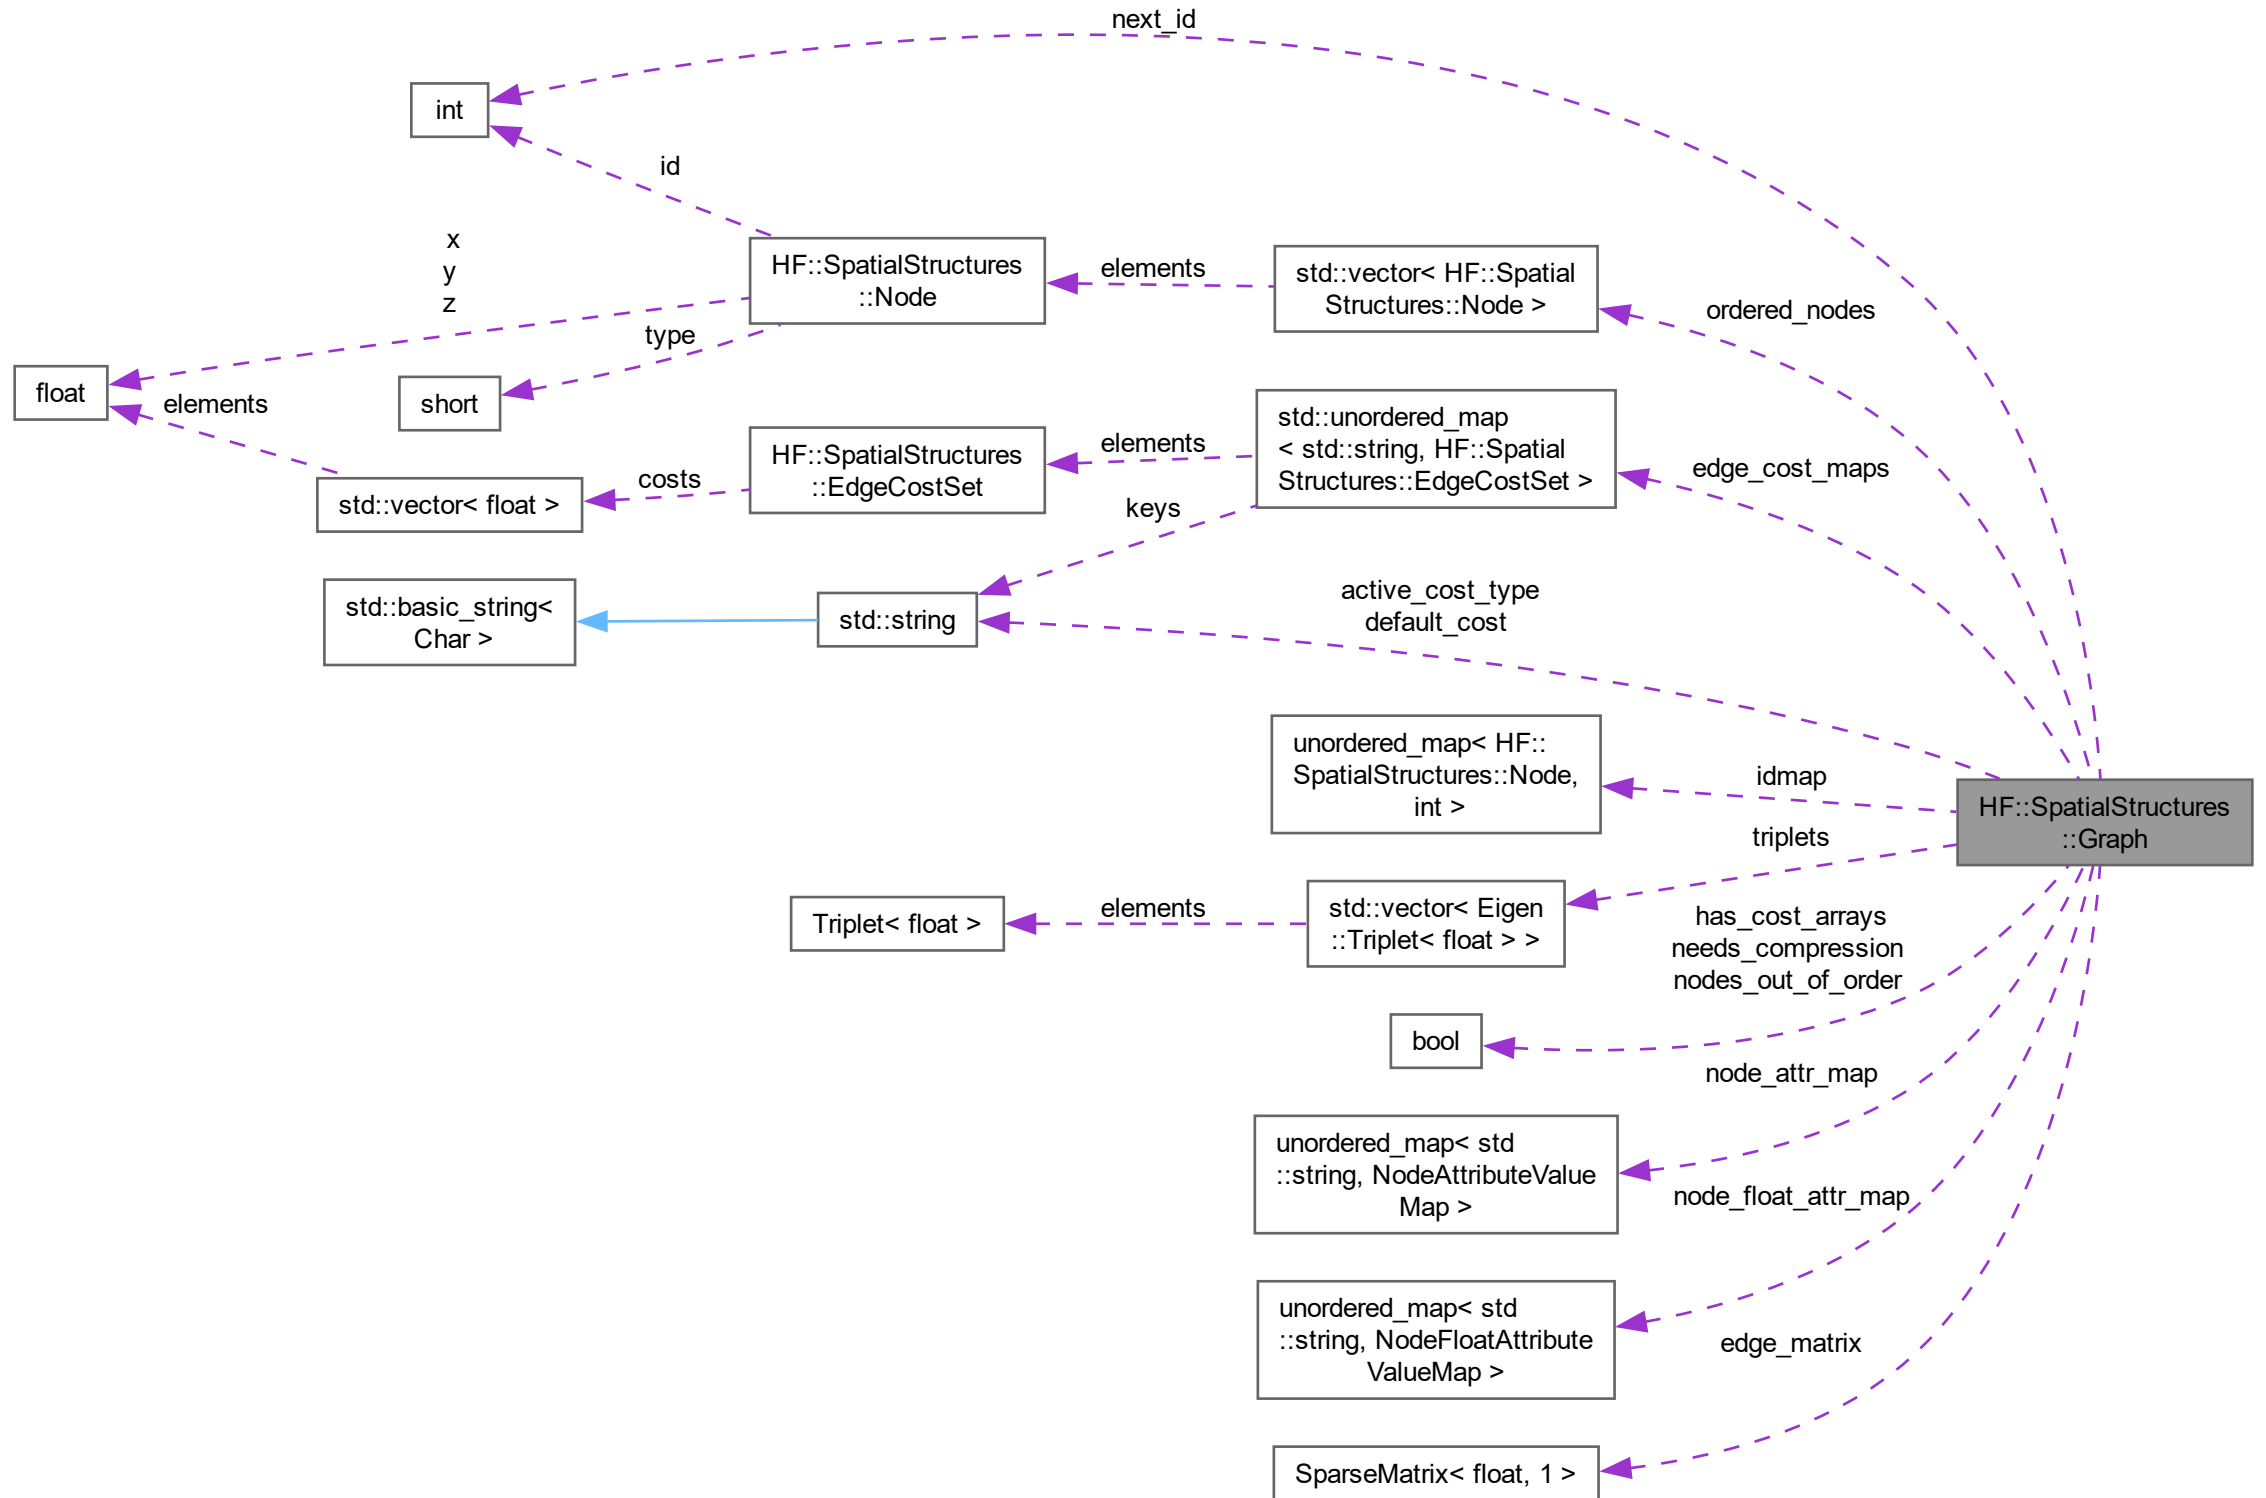 next_id
int
id
x
y
z
HF::SpatialStructures
::Node
elements
std::vector< HF::Spatial
Structures::Node >
ordered_nodes
type
float
short
elements
std::unordered_map
< std::string, HF::Spatial
Structures::EdgeCostSet >
elements
HF::SpatialStructures
::EdgeCostSet
costs
std::vector< float >
edge_cost_maps
keys
std::basic_string<
Char >
std::string
active_cost_type
default_cost
unordered_map< HF::
SpatialStructures::Node,
int >
idmap
HF::SpatialStructures
::Graph
triplets
Triplet< float >
elements
std::vector< Eigen
::Triplet< float > >
has_cost_arrays
needs_compression
nodes_out_of_order
bool
node_attr_map
unordered_map< std
::string, NodeAttributeValue
Map >
node_float_attr_map
unordered_map< std
::string, NodeFloatAttribute
ValueMap >
edge_matrix
SparseMatrix< float, 1 >